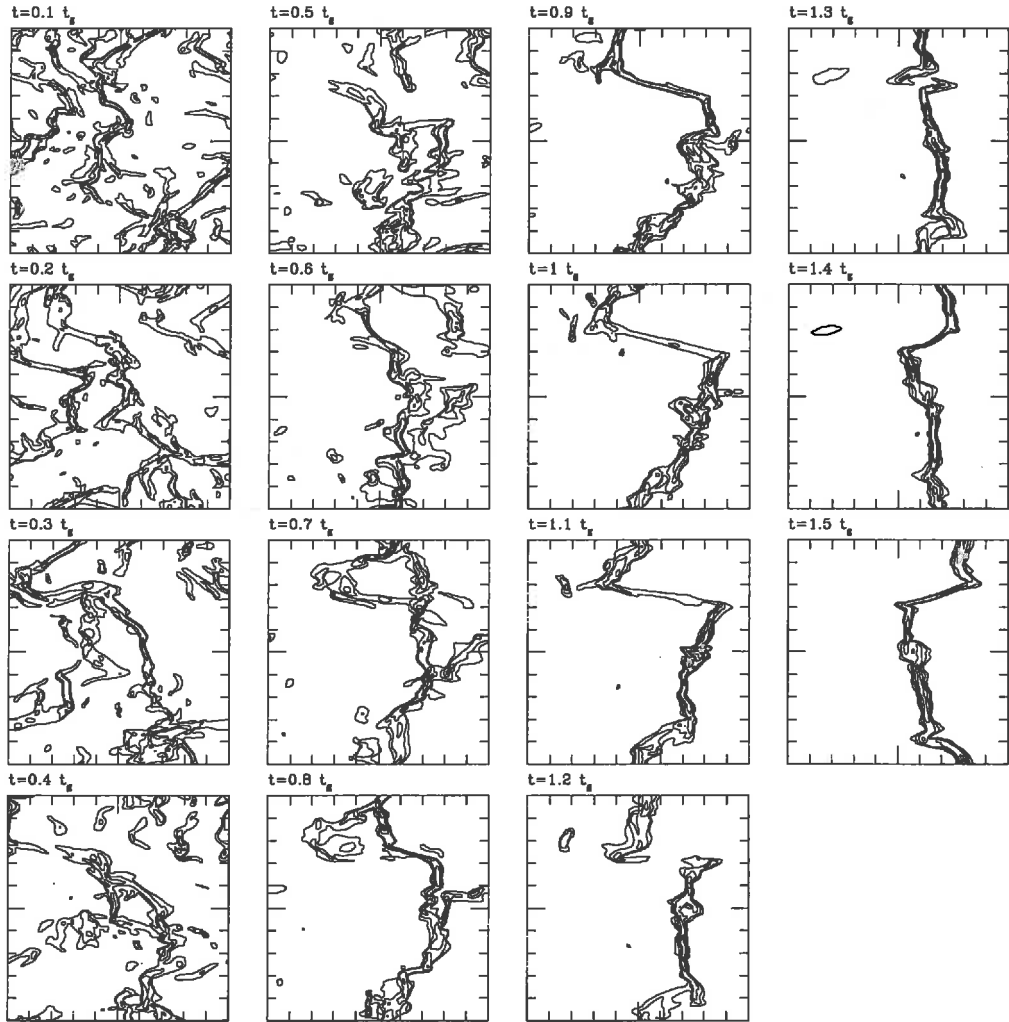 t=0.1 t_g
t=0.5 t_g
t=0.9 t_g
t=1.3 t_g
t=0.2 t_g
t=0.6 t_g
t=1 t_g
t=1.4 t_g
t=0.3 t_g
t=0.7 t_g
t=1.1 t_g
t=1.5 t_g
t=0.4 t_g
t=0.8 t_g
t=1.2 t_g